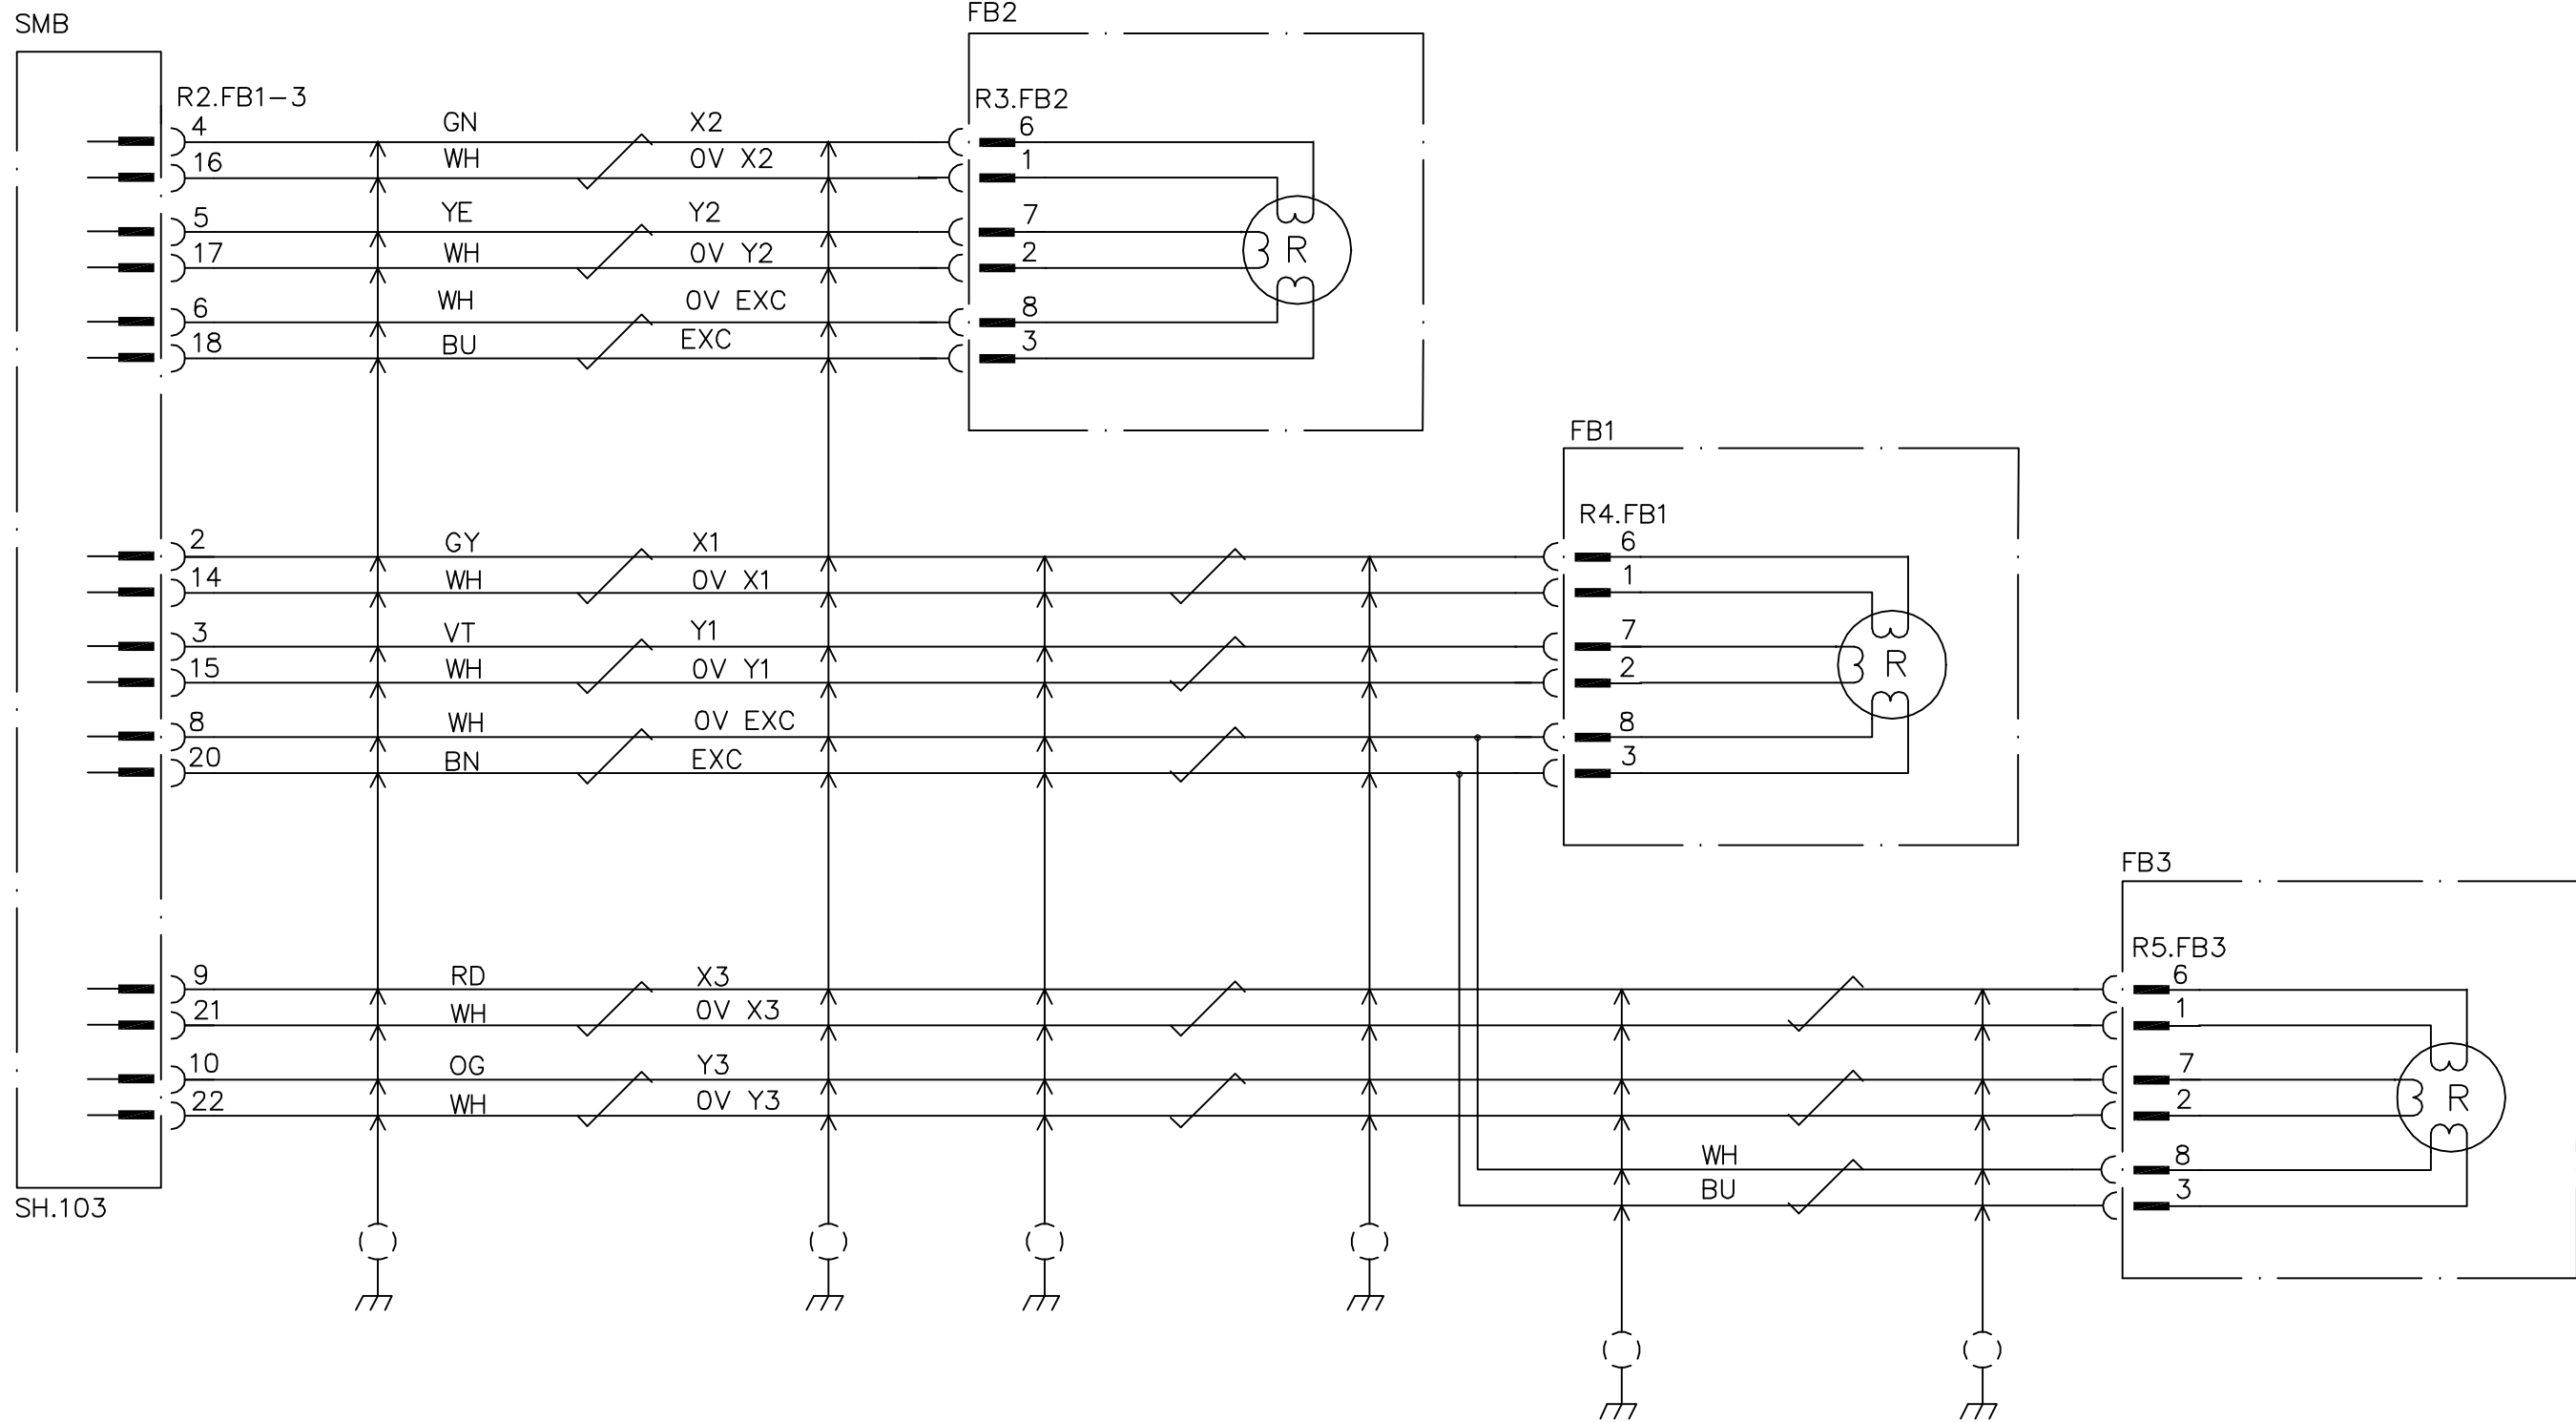 SMB
FB2
R2.FB1-3
R3.FB2
4 GN X2 6
16 WH 0V X2 1
5 YE Y2 7
17 WH 0V Y2 2
R
6 WH 0V EXC 8
18 BU EXC 3
FB1
R4.FB1
2 GY X1 6
14 WH 0V X1 1
3 VT Y1 7
15 WH 0V Y1 2
R
8 WH 0V EXC 8
20 BN EXC 3
FB3
R5.FB3
9 RD X3 6
21 WH 0V X3 1
10 OG Y3 7
22 WH 0V Y3 2
R
WH 8
BU 3
SH.103